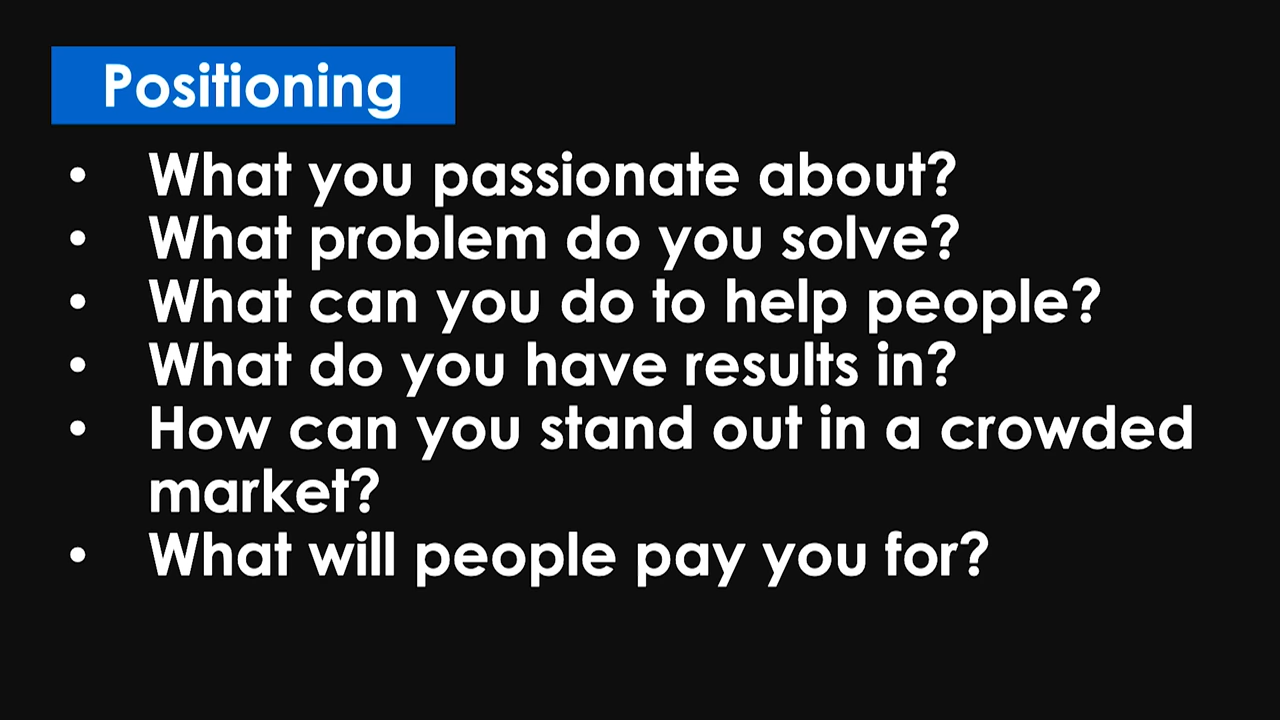 Positioning
• What you passionate about?
• What problem do you solve?
• What can you do to help people?
• What do you have results in?
• How can you stand out in a crowded
market?
• What will people pay you for?